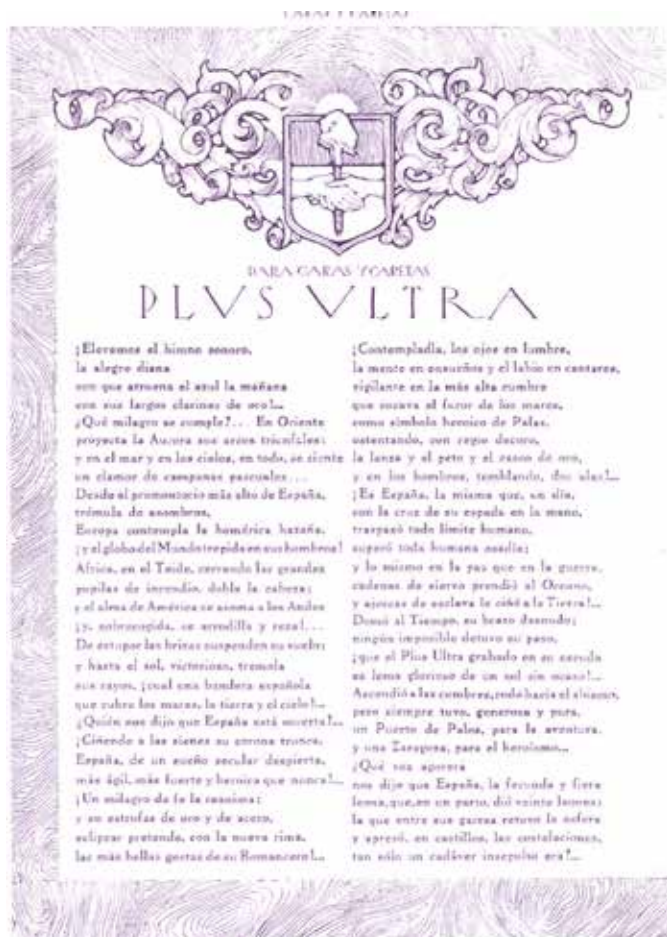 CARAS Y CARETAS
PARA CARAS Y CARETAS
PLVS VLTRA
¡Elevemos el himno sonoro,
la alegre diana
con que atruena el azul la mañana
con sus largos clarines de oro!...
¿Qué milagro se cumple?... En Oriente
proyecta la Aurora sus arcos triunfales;
y en el mar y en los cielos, en todo, se siente
un clamor de campanas pascuales...
Desde el promontorio más alto de España,
trémula de asombros,
Europa contempla la homérica hazaña,
¡y el globo del Mundo trepida en sus hombros!
Africa, en el Teide, cerrando las grandes
pupilas de incendio, dobla la cabeza;
y el alma de América se asoma a los Andes
¡y, sobrecogida, se arrodilla y reza!...
De estupor las brisas suspenden su vuelo;
y hasta el sol, victorioso, tremola
sus rayos, ¡cual una bandera española
que cubre los mares, la tierra y el cielo!...
¿Quién nos dijo que España está muerta?...
¡Ciñendo a las sienes su corona trunca,
España, de un sueño secular despierta,
más ágil, más fuerte y heroica que nunca!...
¡Un milagro de fe la
y en estrofas de oro y de acero,
eclipsar pretende, con la nueva rima,
las más bellas gestas de su Romancero!...
¡Contempladla, los ojos en lumbre,
la mente en ensueños y el labio en cantares,
vigilante en la más alta cumbre
que socava el furor de los mares,
como símbolo heroico de Palas,
ostentando, con regio decoro,
la lanza y el peto y el casco de oro,
y en los hombros, temblando, dos alas!...
¡Es España, la misma que, un día,
con la cruz de su espada en la mano,
traspasó todo límite humano,
superó toda humana osadía;
y lo mismo en la paz que en la guerra,
cadenas de siervo prendió al Oceano,
y ajorcas de esclava le ciñó a la Tierra!...
Domó al Tiempo, su brazo desnudo;
ningún imposible detuvo su paso,
¡que el Plus Ultra grabado en su escudo
es lema glorioso de un sol sin ocaso!...
Ascendió a las cumbres, rodó hacia el abismo,
pero siempre tuvo, generosa y pura,
un Puerto de Palos, para la aventura,
y una Zaragoza, para el heroísmo...
¿Qué voz agorera
nos dijo que España, la fecunda y fiera
leona, que, en un parto, dió veinte leones;
la que entre sus garras retuvo la esfera
y apresó, en castillos, las constelaciones,
tan sólo un cadáver insepulto era?...